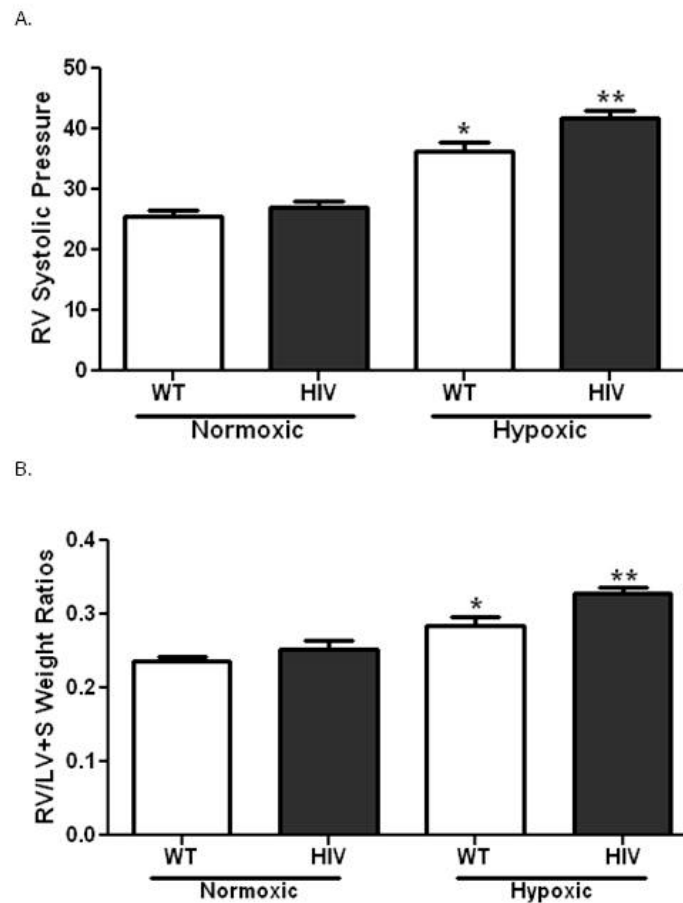 A.
50
40
30
20
10
0
RV Systolic Pressure
*
**
WT HIV WT HIV
Normoxic Hypoxic
B.
0.4
0.3
0.2
0.1
0.0
RV/LV+S Weight Ratios
*
**
WT HIV WT HIV
Normoxic Hypoxic